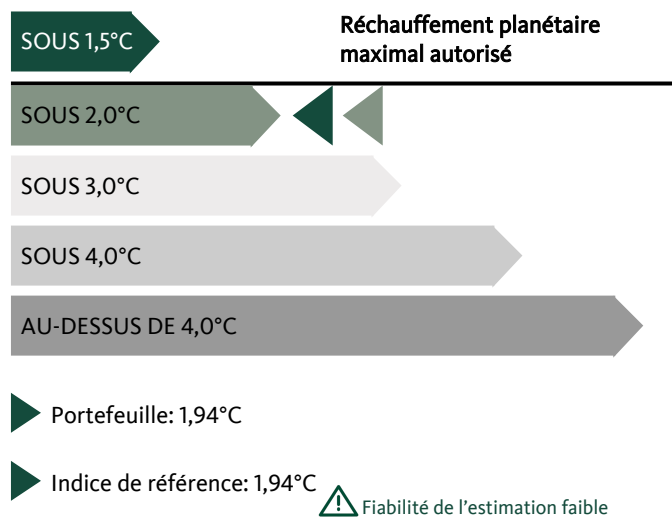 SOUS 1,5°C
Réchauffement planétaire
maximal autorisé
SOUS 2,0°C
SOUS 3,0°C
SOUS 4,0°C
AU-DESSUS DE 4,0°C
Portefeuille: 1,94°C
Indice de référence: 1,94°C
Fiabilité de l'estimation faible